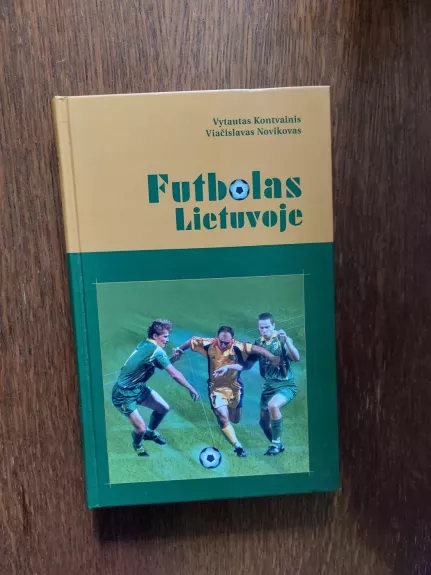 Vytautas Kontvainis
Viačislavas Novikovas
Futbolas
Lietuvoje